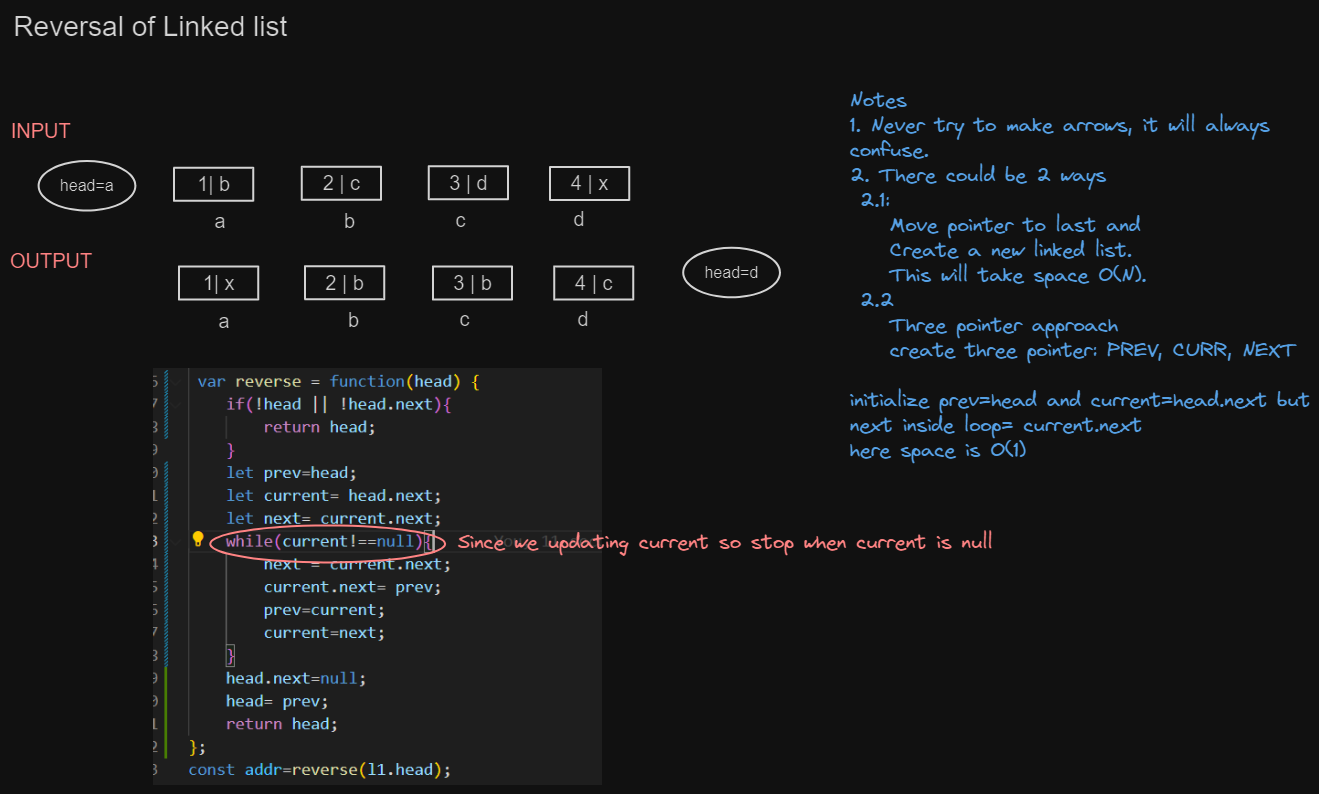 Reversal of Linked list
INPUT
head=a
1| b
2 | c
3 | d
4 | x
a
b
c
d
OUTPUT
1| x
2 | b
3 | b
4 | c
head=d
a
b
c
d
Notes
1. Never try to make arrows, it will always
confuse.
2. There could be 2 ways
2.1:
Move pointer to last and
Create a new linked list.
This will take space O(N).
2.2
Three pointer approach
create three pointer: PREV, CURR, NEXT
initialize prev=head and current=head.next but
next inside loop= current.next
here space is O(1)
var reverse = function(head) {
if(!head || !head.next){
return head;
}
let prev=head;
let current= head.next;
let next= current.next;
while(current!==null){
Since we updating current so stop when current is null
next = current.next;
current.next= prev;
prev=current;
current=next;
}
head.next=null;
head= prev;
return head;
};
const addr=reverse(l1.head);